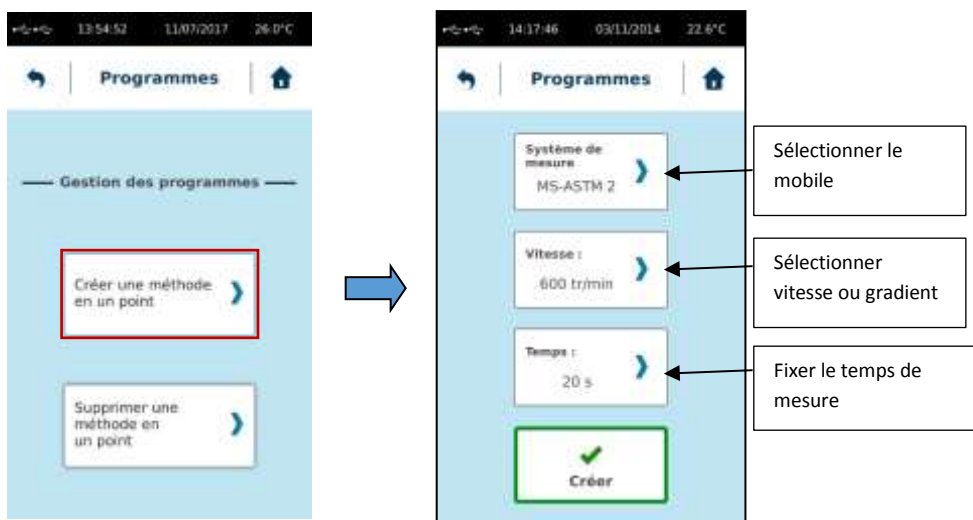 13:54:52 11/07/2017 26.0°C
Programmes
Gestion des programmes
Créer une méthode
en un point
Supprimer une
méthode en
un point
14:17:46 03/11/2014 22.6°C
Programmes
Système de
mesure
MS-ASTM 2
Vitesse :
600 tr/min
Temps :
20 s
Créer
Sélectionner le
mobile
Sélectionner
vitesse ou gradient
Fixer le temps de
mesure